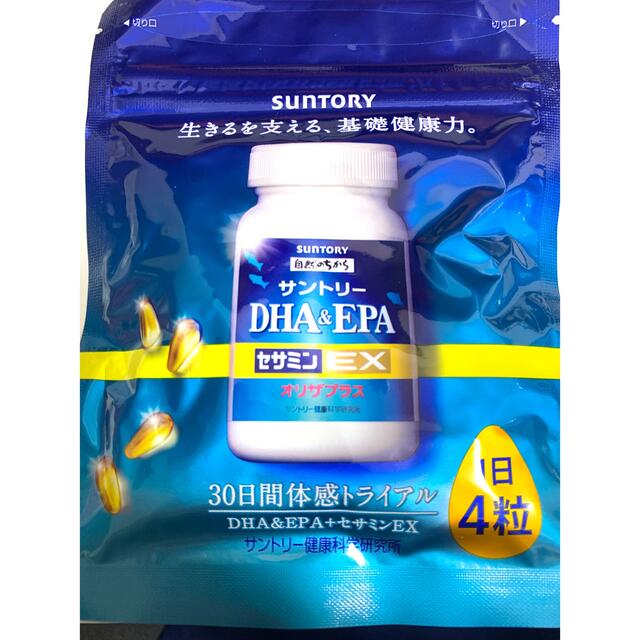 切り口
切り口
SUNTORY
生きるを支える、基礎健康力。
SUNTORY
自然のちから
サントリー
DHA&EPA
セサミンEX
オリザプラス
サントリー健康科学研究所
30日間体感トライアル
DHA&EPA+セサミンEX
サントリー健康科学研究所
1日
4粒